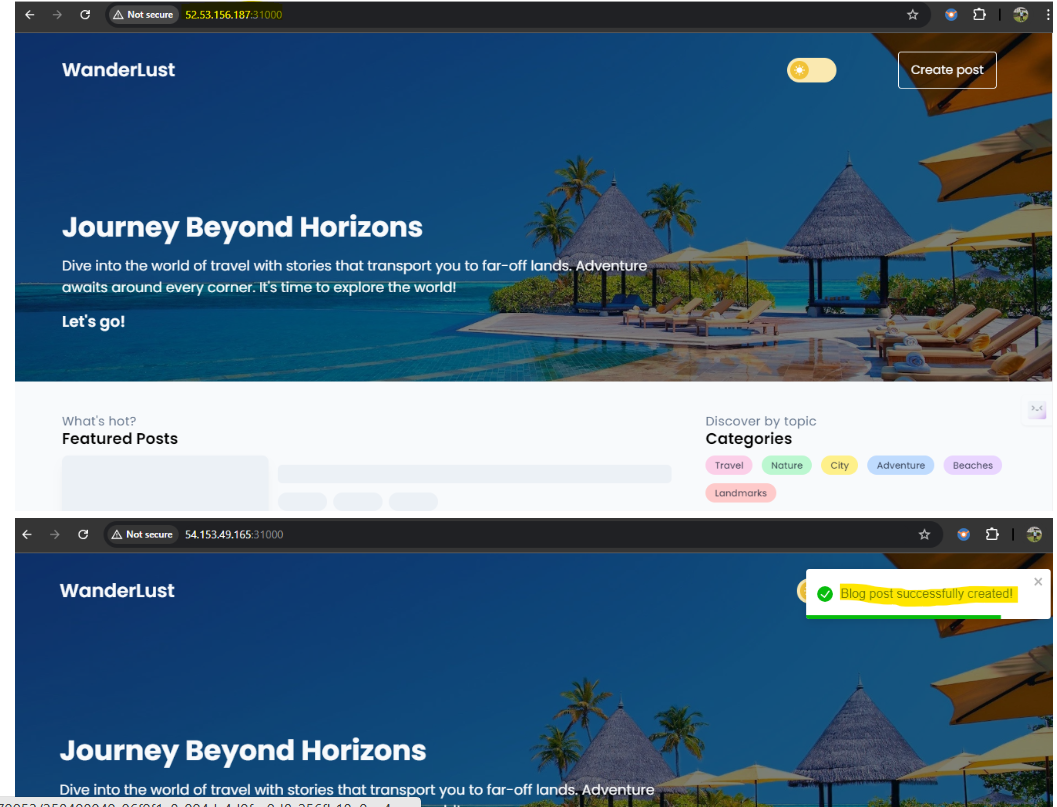 Not secure 52.53.156.187:31000
WanderLust
Create post
Journey Beyond Horizons
Dive into the world of travel with stories that transport you to far-off lands. Adventure
awaits around every corner. It's time to explore the world!
Let's go!
What's hot?
Featured Posts
Discover by topic
Categories
Travel Nature City Adventure Beaches
Landmarks
Not secure 54.153.49.165:31000
WanderLust
Blog post successfully created!
Journey Beyond Horizons
Dive into the world of travel with stories that transport you to far-off lands. Adventure